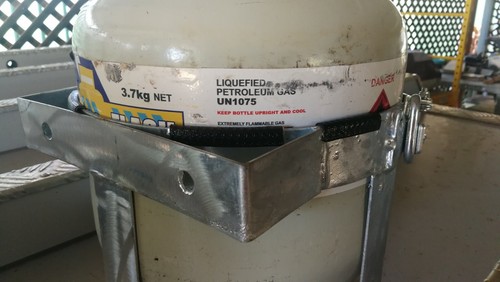 3.7kg NET
LIQUEFIED
PETROLEUM GAS
UN1075
KEEP BOTTLE UPRIGHT AND COOL
EXTREMELY FLAMMABLE GAS
DANGER